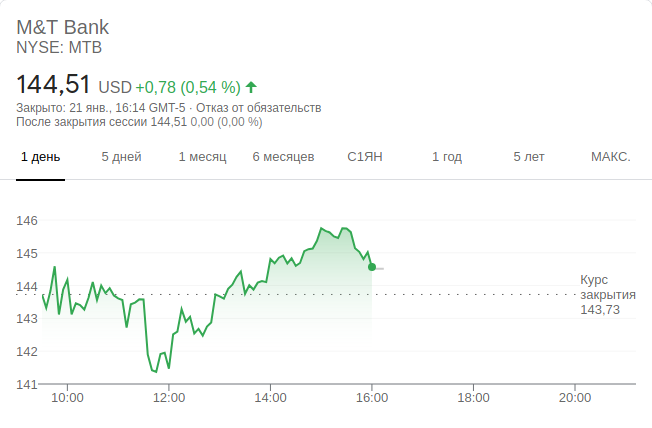 M&T Bank
NYSE: MTB
144,51 USD +0,78 (0,54 %)
Закрыто: 21 янв., 16:14 GMT-5 · Отказ от обязательств
После закрытия сессии 144,51 0,00 (0,00 %)
1 день 5 дней 1 месяц 6 месяцев С1ЯН 1 год 5 лет МАКС.
146
145
144
143
142
141
Курс
закрытия
143,73
10:00 12:00 14:00 16:00 18:00 20:00